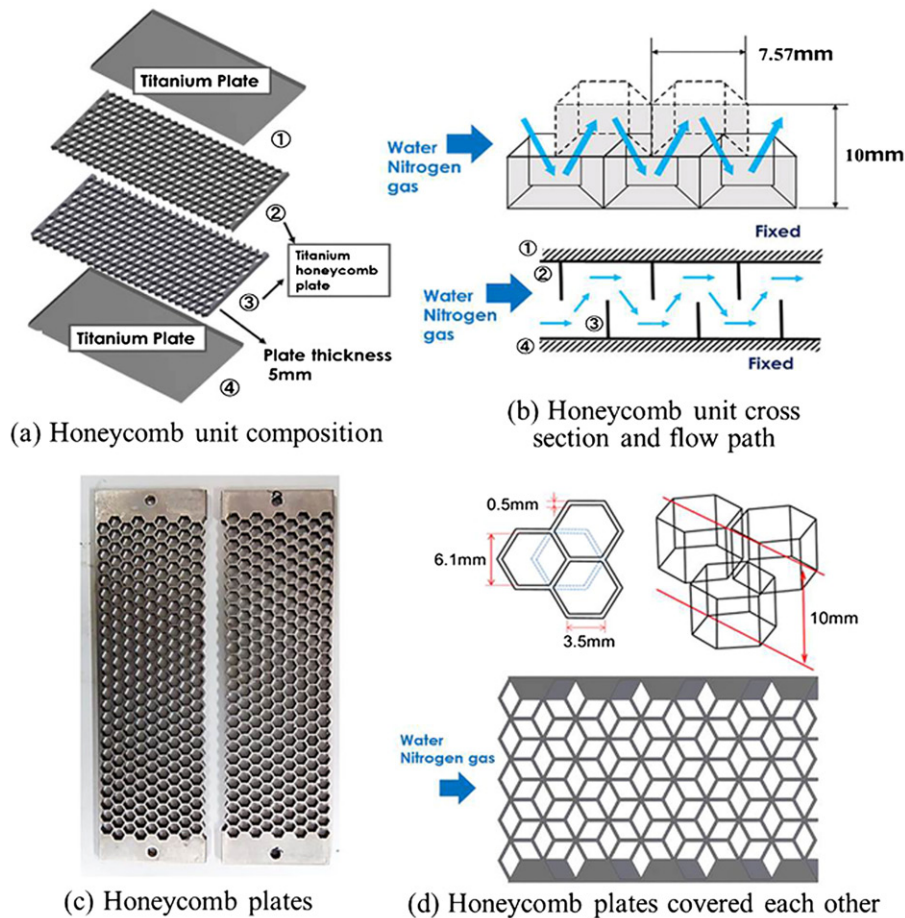 Titanium Plate
①
②
Titanium
honeycomb
plate
③
Titanium Plate
Plate thickness
5mm
④
(a) Honeycomb unit composition
7.57mm
Water
Nitrogen
gas
10mm
Fixed
①
②
Water
Nitrogen
gas
③
④
Fixed
(b) Honeycomb unit cross
section and flow path
(c) Honeycomb plates
0.5mm
6.1mm
3.5mm
10mm
Water
Nitrogen gas
(d) Honeycomb plates covered each other